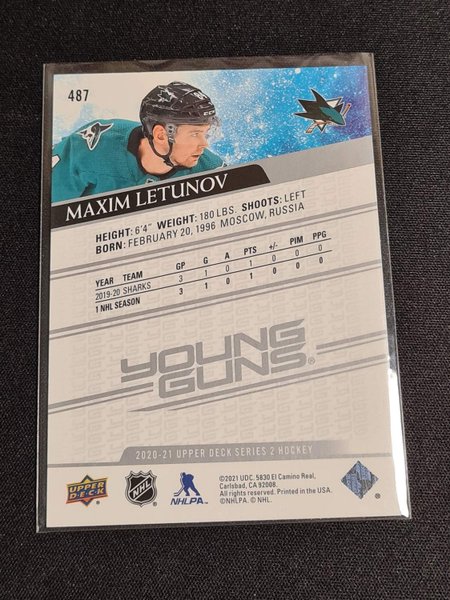 487
MAXIM LETUNOV
HEIGHT: 6'4" WEIGHT: 180 LBS. SHOOTS: LEFT
BORN: FEBRUARY 20, 1996 MOSCOW, RUSSIA
YEAR TEAM GP G A PTS +/- PIM PPG
2019-20 SHARKS 3 1 0 1 0 0 0
1 NHL SEASON 3 1 0 1 0 0 0
YOUNG
GUNS®
2020-21 UPPER DECK SERIES 2 HOCKEY
UPPER
DECK
NHL
NHLPA
©2021 UDC. 5830 El Camino Real,
Carlsbad, CA 92008.
All rights reserved. Printed in the USA.
©NHLPA. © NHL.
®